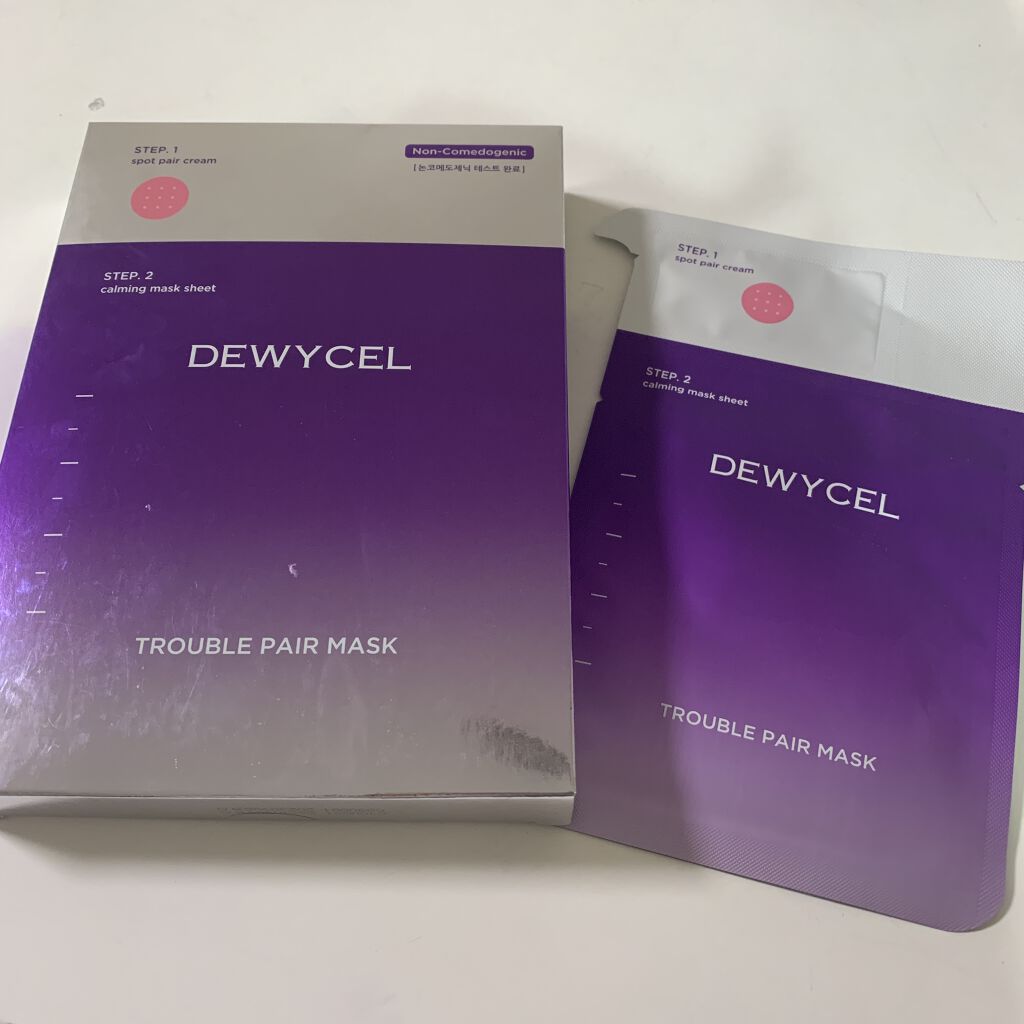 STEP. 1
spot pair cream
Non-Comedogenic
[논코메도제닉 테스트 완료]
STEP. 2
calming mask sheet
DEWYCEL
TROUBLE PAIR MASK
STEP. 1
spot pair cream
STEP. 2
calming mask sheet
DEWYCEL
TROUBLE PAIR MASK